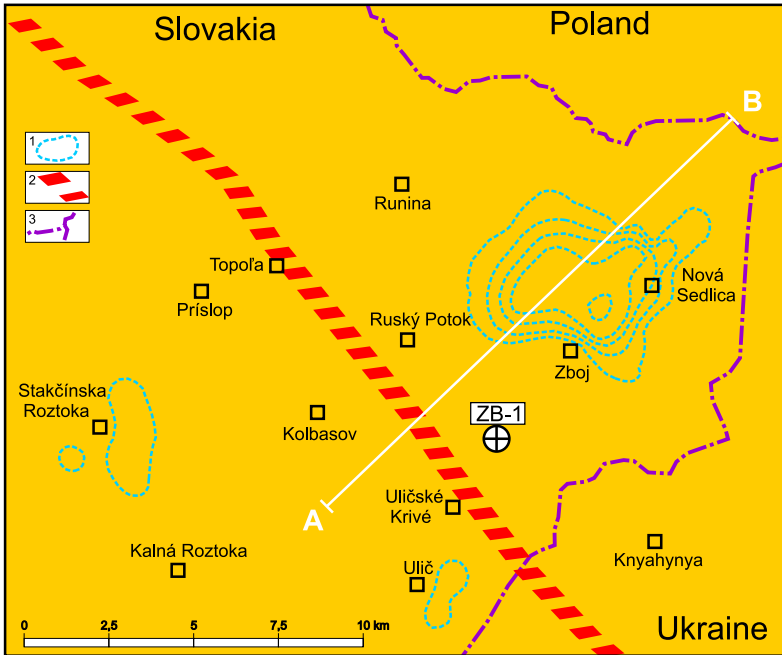 Slovakia
Poland
B
1
2
3
Runina
Topoľa
Príslop
Nová
Sedlica
Ruský Potok
Zboj
Stakčínska
Roztoka
ZB-1
Kolbasov
A
Uličské
Krivé
Kalná Roztoka
Ulič
Knyahynya
Ukraine
0 2,5 5 7,5 10 km